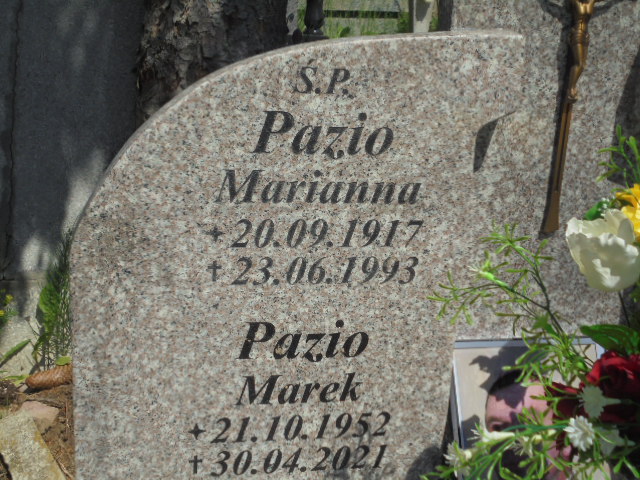 Ś.P.
Pazio
Marianna
+ 20.09.1917
† 23.06.1993
Pazio
Marek
+ 21.10.1952
† 30.04.2021